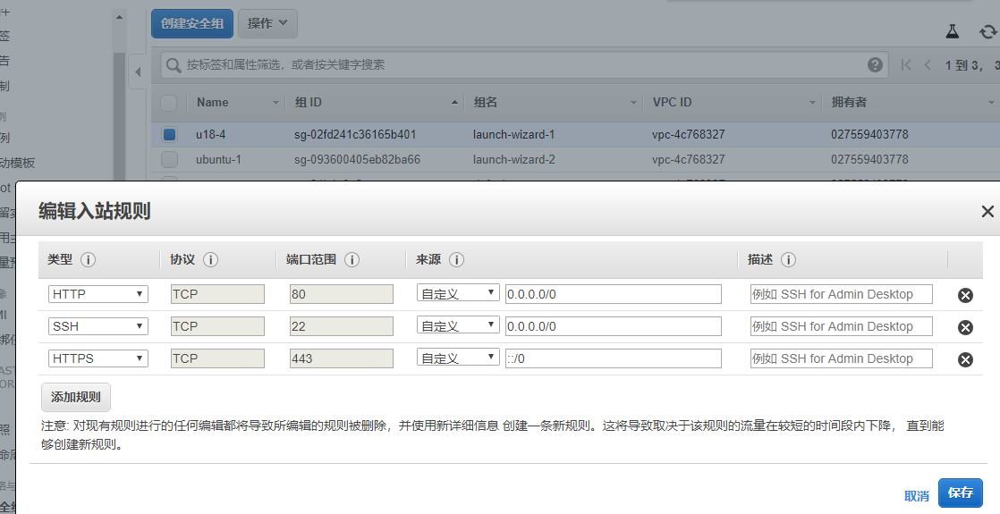 签
告
制
例
例
动模板
ot
MI
AST
OR
照
创建安全组 操作
按标签和属性筛选，或者按关键字搜索 1 到 3，
Name 组 ID 组名 VPC ID 拥有者
u18-4 sg-02fd241c36165b401 launch-wizard-1 vpc-4c768327 027559403778
ubuntu-1 sg-093600405eb82ba66 launch-wizard-2 vpc-4c768327 027559403778
编辑入站规则
类型 协议 端口范围 来源 描述
HTTP TCP 80 自定义 0.0.0.0/0 例如 SSH for Admin Desktop
SSH TCP 22 自定义 0.0.0.0/0 例如 SSH for Admin Desktop
HTTPS TCP 443 自定义 ::/0 例如 SSH for Admin Desktop
添加规则
注意: 对现有规则进行的任何编辑都将导致所编辑的规则被删除，并使用新详细信息 创建一条新规则。这将导致取决于该规则的流量在较短的时间段内下降， 直到能
够创建新规则。
取消 保存